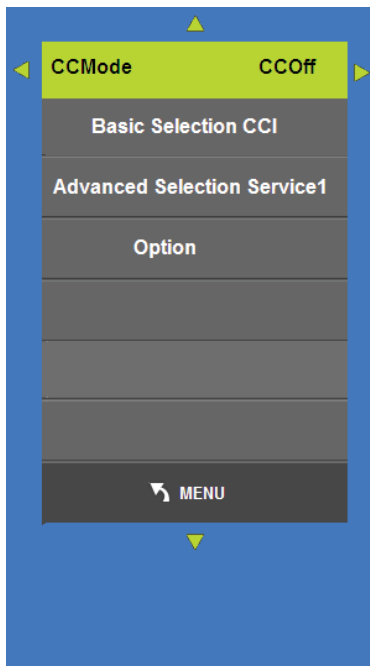 CCMode CCOff
Basic Selection CCI
Advanced Selection Service1
Option
MENU